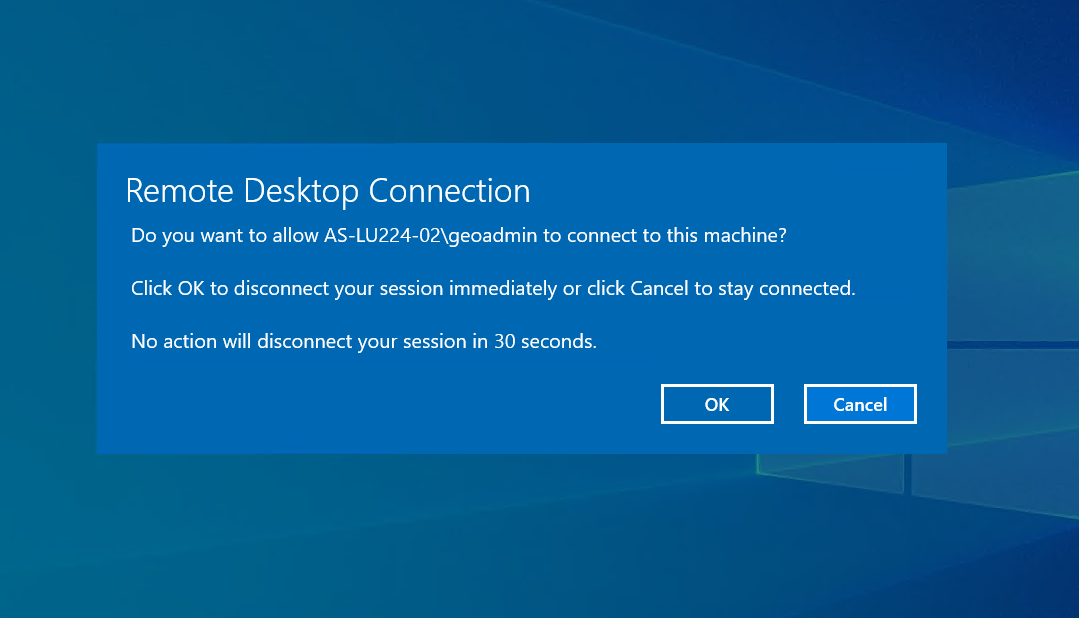 Remote Desktop Connection
Do you want to allow AS-LU224-02\geoadmin to connect to this machine?
Click OK to disconnect your session immediately or click Cancel to stay connected.
No action will disconnect your session in 30 seconds.
OK Cancel